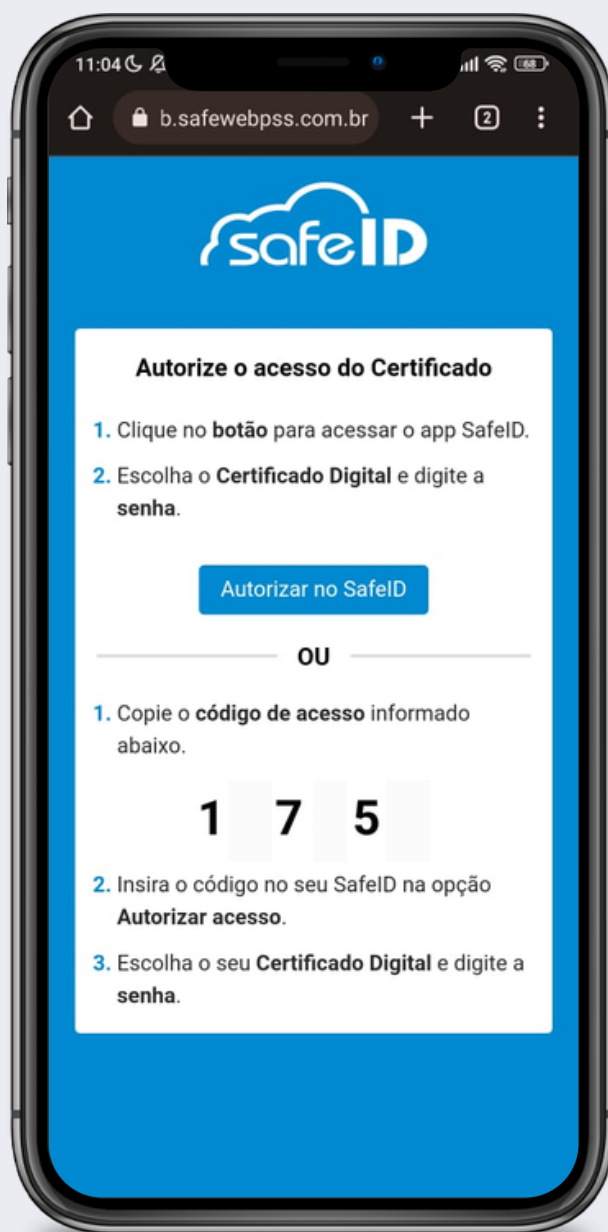 11:04
68
b.safewebpss.com.br
2
safeID
Autorize o acesso do Certificado
1. Clique no botão para acessar o app SafeID.
2. Escolha o Certificado Digital e digite a
senha.
Autorizar no SafeID
OU
1. Copie o código de acesso informado
abaixo.
1 7 5
2. Insira o código no seu SafeID na opção
Autorizar acesso.
3. Escolha o seu Certificado Digital e digite a
senha.